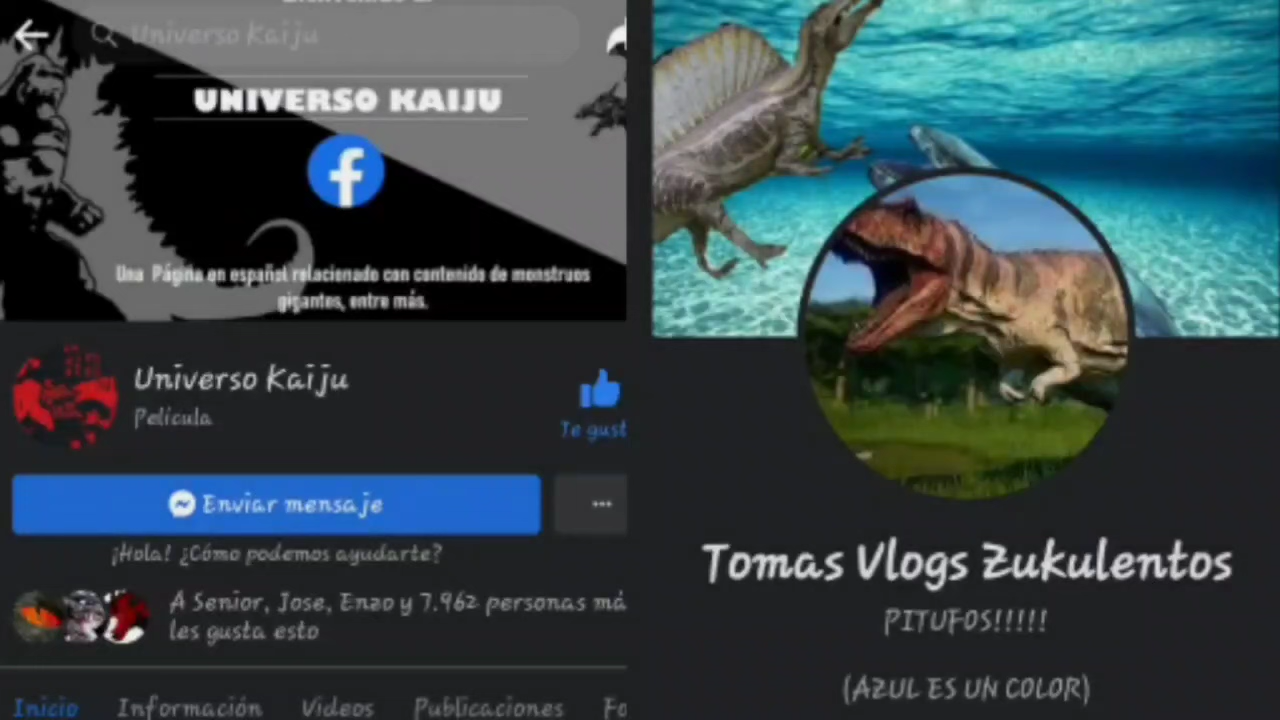 Universo Kaiju
UNIVERSO KAIJU
Una Página en español relacionado con contenido de monstruos
gigantes, entre más.
Universo Kaiju
Película
Te gust
Enviar mensaje
¡Hola! ¿Cómo podemos ayudarte?
A Senior, Jose, Enzo y 7.962 personas má
les gusta esto
Inicio Información Videos Publicaciones Fo
Tomas Vlogs Zukulentos
PITUFOS!!!!!
(AZUL ES UN COLOR)